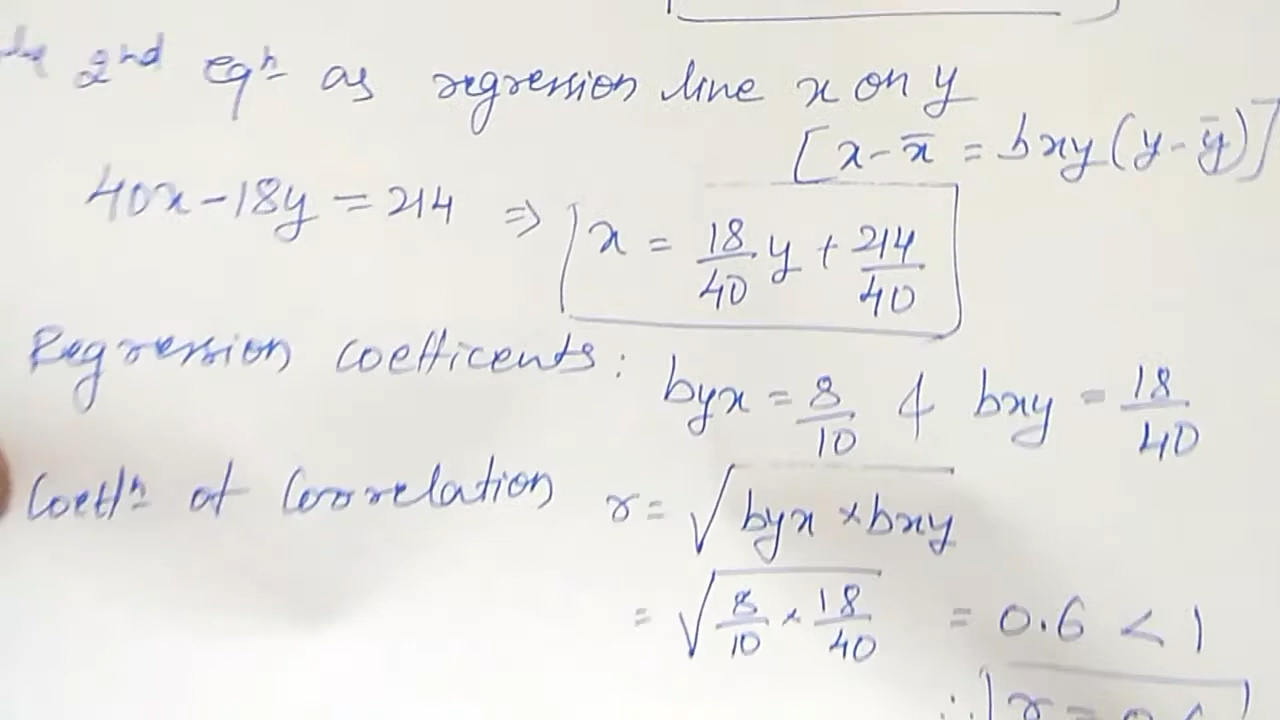 2nd eqn as regression line x on y
[x - x̄ = bxy (y - ȳ)]
40x - 18y = 214 ⇒ x = 18/40 y + 214/40
Regression coefficents : byx = 8/10 & bxy = 18/40
Coeffn of Correlation r = √(byx × bxy)
= √(8/10 × 18/40) = 0.6 < 1
∴ r =